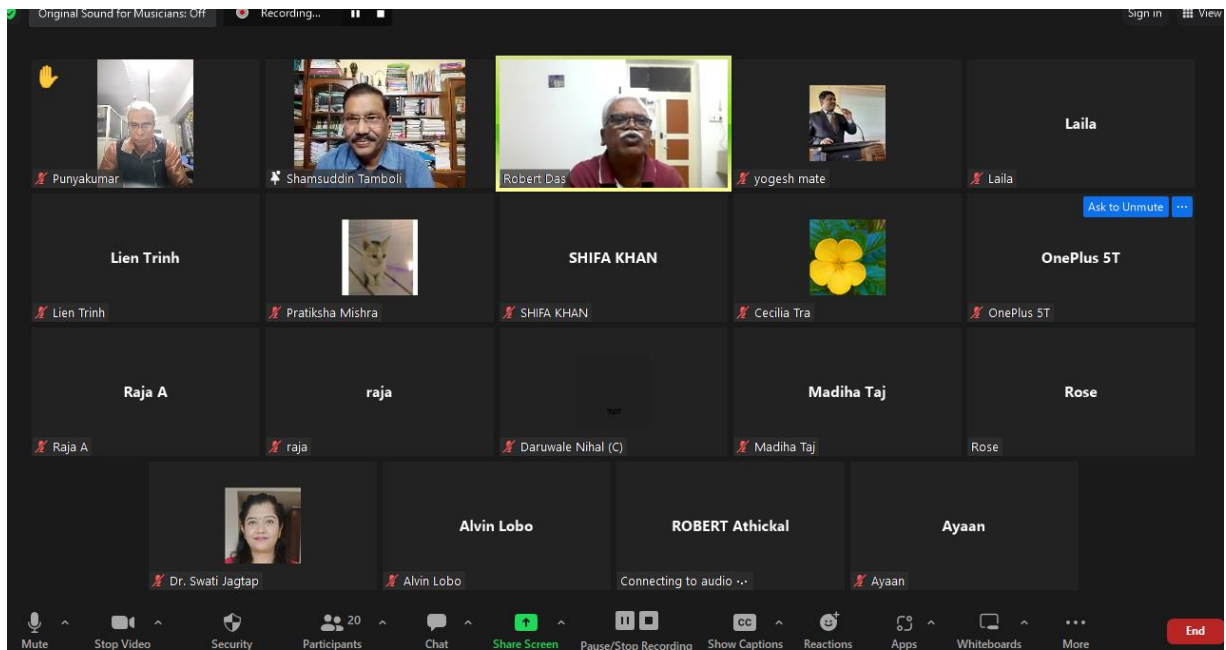 Original Sound for Musicians: Off Recording... Sign in View
Punyakumar Shamsuddin Tamboli Robert Das yogesh mate Laila
Laila
Ask to Unmute ...
Lien Trinh SHIFA KHAN OnePlus 5T
Lien Trinh Pratiksha Mishra SHIFA KHAN Cecilia Tra OnePlus 5T
Raja A raja Madiha Taj Rose
Raja A raja Daruwale Nihal (C) Madiha Taj Rose
Alvin Lobo ROBERT Athickal Ayaan
Dr. Swati Jagtap Alvin Lobo Connecting to audio Ayaan
20 CC
Mute Stop Video Security Participants Chat Share Screen Pause/Stop Recording Show Captions Reactions Apps Whiteboards More End